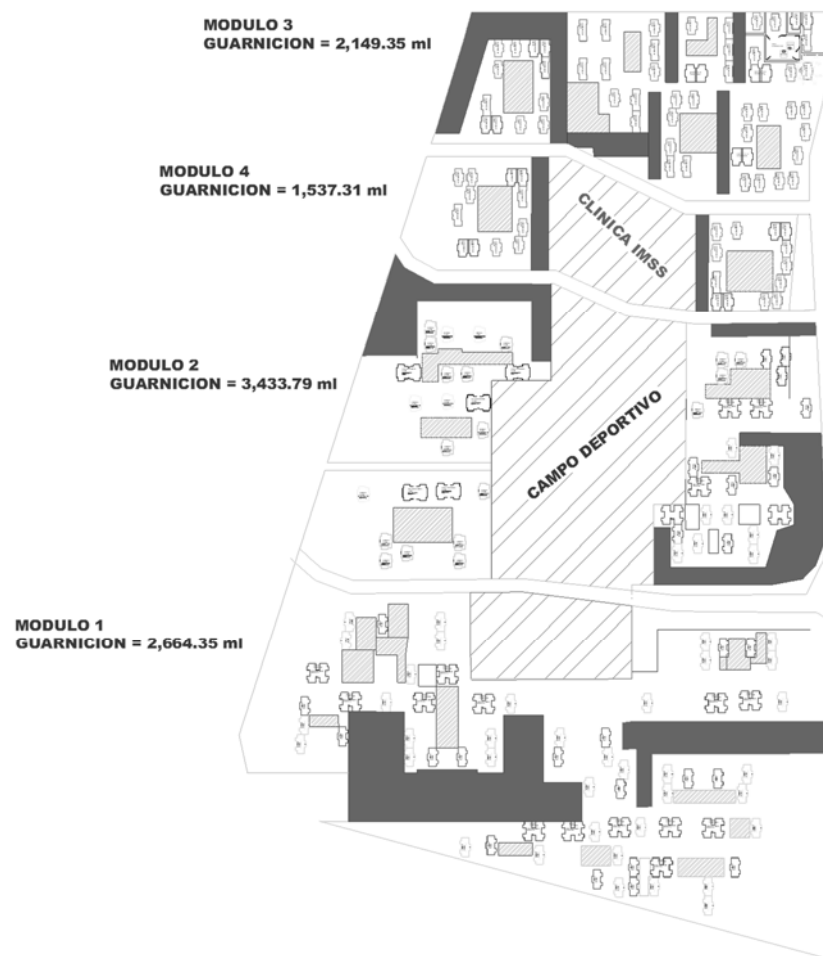 MODULO 3
GUARNICION = 2,149.35 ml
MODULO 4
GUARNICION = 1,537.31 ml
CLINICA IMSS
MODULO 2
GUARNICION = 3,433.79 ml
CAMPO DEPORTIVO
MODULO 1
GUARNICION = 2,664.35 ml